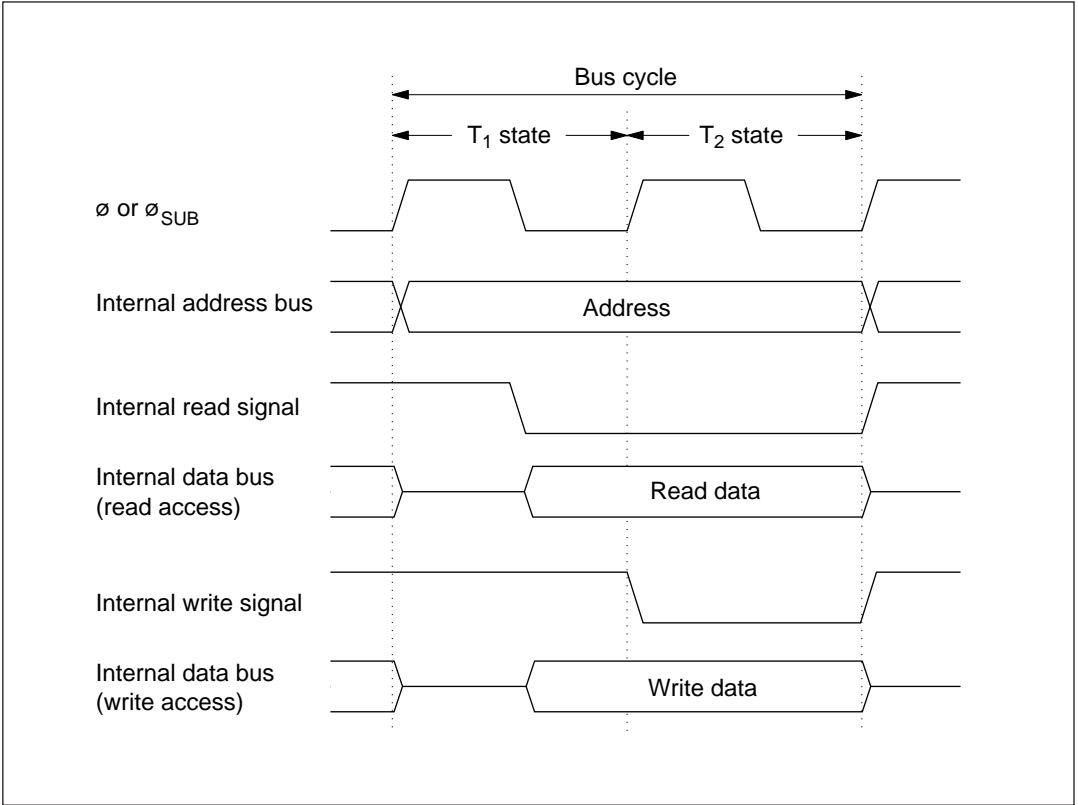 Bus cycle
T₁ state
T₂ state
ø or ø_SUB
Internal address bus
Address
Internal read signal
Internal data bus
(read access)
Read data
Internal write signal
Internal data bus
(write access)
Write data